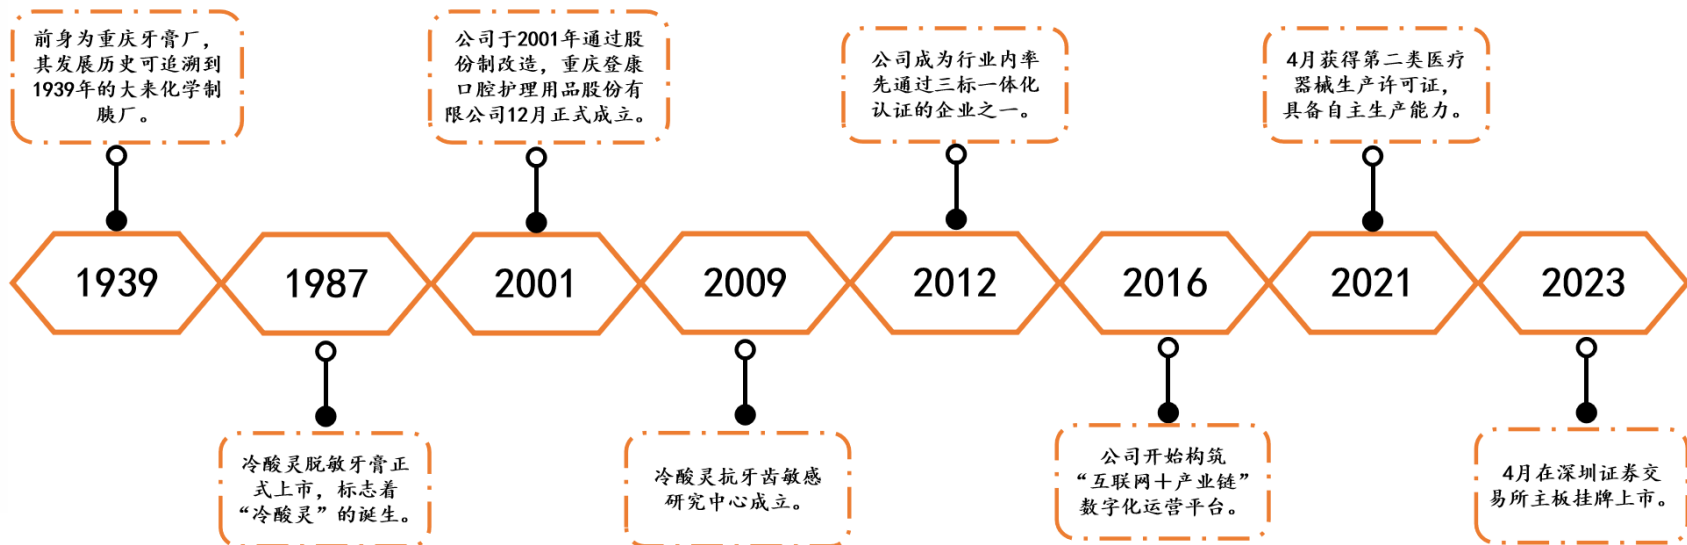 前身为重庆牙膏厂，
其发展历史可追溯到
1939年的大来化学制
胰厂。
公司于2001年通过股
份制改造，重庆登康
口腔护理用品股份有
限公司12月正式成立。
公司成为行业内率
先通过三标一体化
认证的企业之一。
4月获得第二类医疗
器械生产许可证，
具备自主生产能力。
1939
1987
2001
2009
2012
2016
2021
2023
冷酸灵脱敏牙膏正
式上市，标志着
“冷酸灵”的诞生。
冷酸灵抗牙齿敏感
研究中心成立。
公司开始构筑
“互联网＋产业链”
数字化运营平台。
4月在深圳证券交
易所主板挂牌上市。